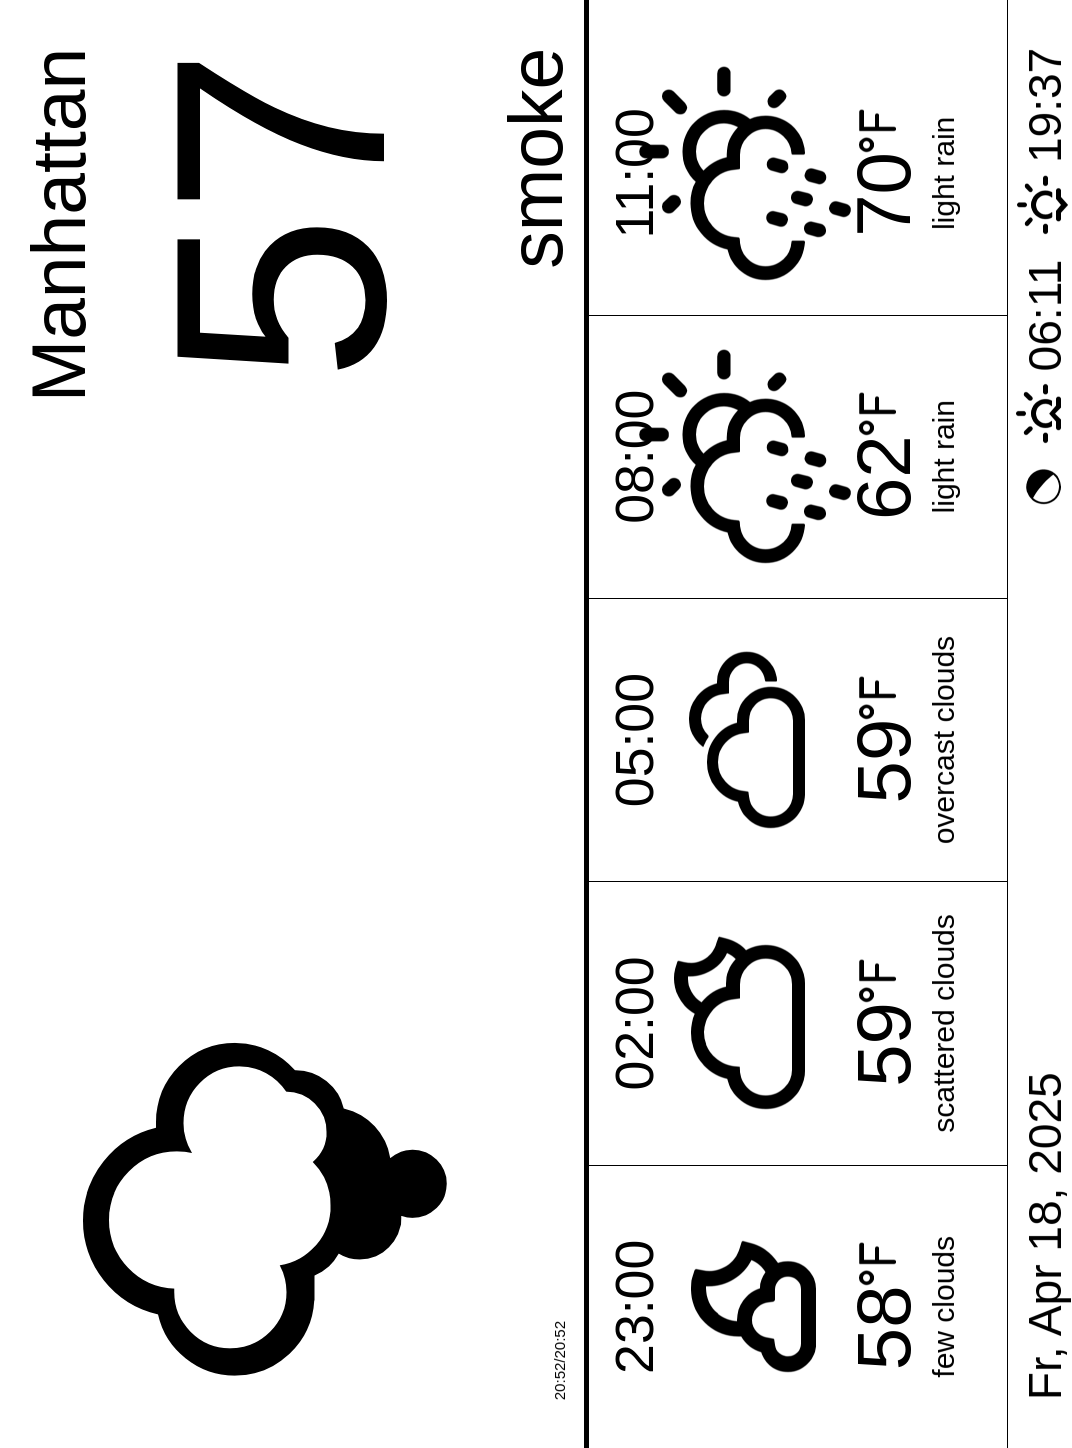 Manhattan
57
smoke
20:52/20:52
23:00 02:00 05:00 08:00 11:00
58°F 59°F 59°F 62°F 70°F
few clouds scattered clouds overcast clouds light rain light rain
Fr, Apr 18, 2025 06:11 19:37